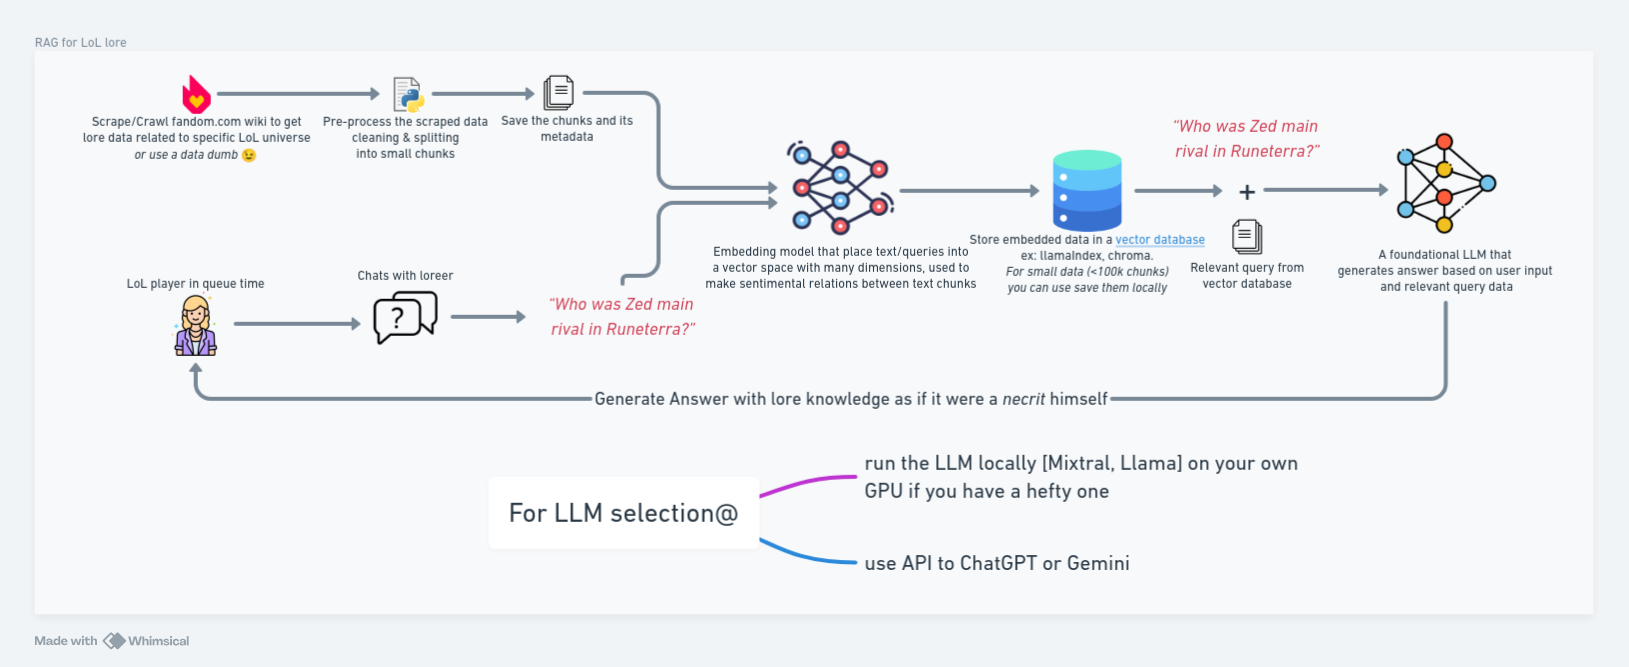 RAG for LoL lore
Scrape/Crawl fandom.com wiki to get
lore data related to specific LoL universe
or use a data dumb 😉
Pre-process the scraped data
cleaning & splitting
into small chunks
Save the chunks and its
metadata
LoL player in queue time
Chats with loreer
?
“Who was Zed main
rival in Runeterra?”
Embedding model that place text/queries into
a vector space with many dimensions, used to
make sentimental relations between text chunks
Store embedded data in a vector database
ex: llamaIndex, chroma.
For small data (<100k chunks)
you can use save them locally
“Who was Zed main
rival in Runeterra?”
+
Relevant query from
vector database
A foundational LLM that
generates answer based on user input
and relevant query data
Generate Answer with lore knowledge as if it were a necrit himself
For LLM selection@
run the LLM locally [Mixtral, Llama] on your own
GPU if you have a hefty one
use API to ChatGPT or Gemini
Made with Whimsical